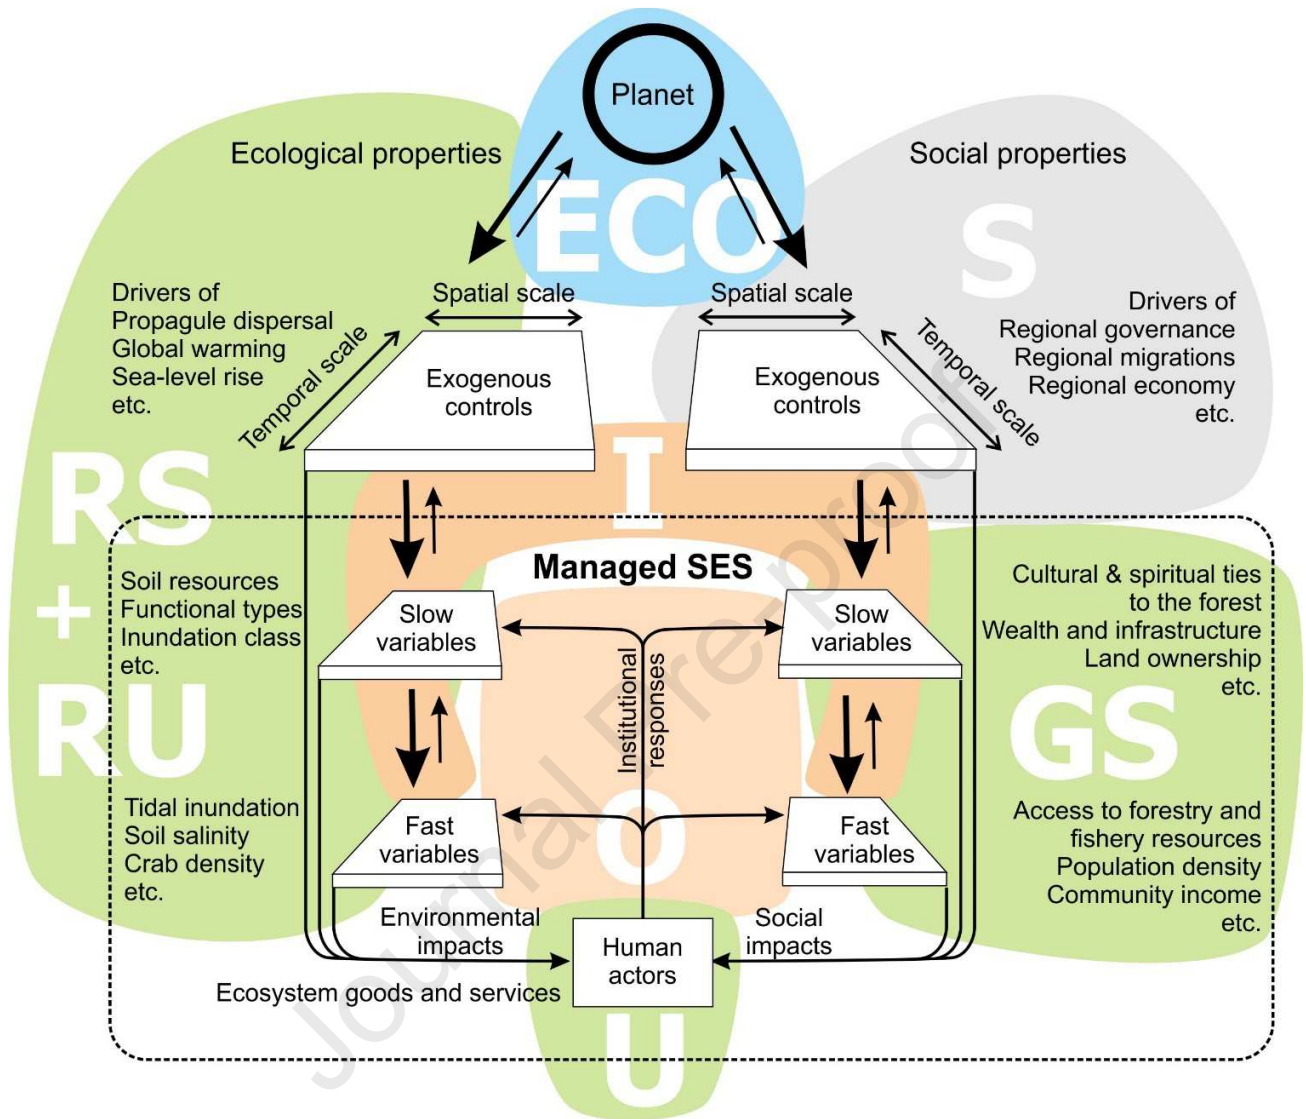 Planet
ECO
Ecological properties
Social properties
S
Drivers of
Propagule dispersal
Global warming
Sea-level rise
etc.
Spatial scale
Temporal scale
Exogenous
controls
Spatial scale
Temporal scale
Exogenous
controls
Drivers of
Regional governance
Regional migrations
Regional economy
etc.
RS
+
RU
I
Managed SES
Soil resources
Functional types
Inundation class
etc.
Slow
variables
Institutional
responses
Slow
variables
Cultural & spiritual ties
to the forest
Wealth and infrastructure
Land ownership
etc.
GS
Tidal inundation
Soil salinity
Crab density
etc.
Fast
variables
O
Fast
variables
Access to forestry and
fishery resources
Population density
Community income
etc.
Environmental
impacts
Social
impacts
Human
actors
Ecosystem goods and services
U
Journal Pre-proof